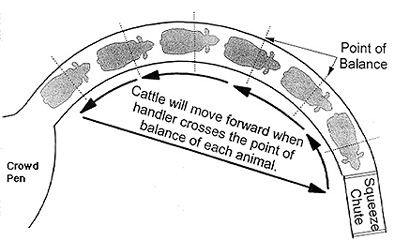 Point of
Balance
Cattle will move forward when
handler crosses the point of
balance of each animal.
Crowd
Pen
Squeeze
Chute